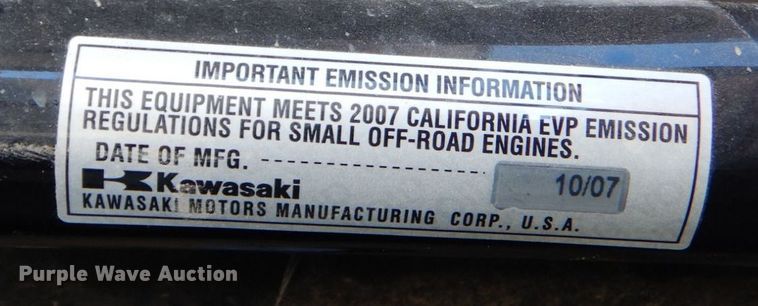 IMPORTANT EMISSION INFORMATION
THIS EQUIPMENT MEETS 2007 CALIFORNIA EVP EMISSION
REGULATIONS FOR SMALL OFF-ROAD ENGINES.
DATE OF MFG. ------------------------ 10/07
Kawasaki
KAWASAKI MOTORS MANUFACTURING CORP., U.S.A.
Purple Wave Auction